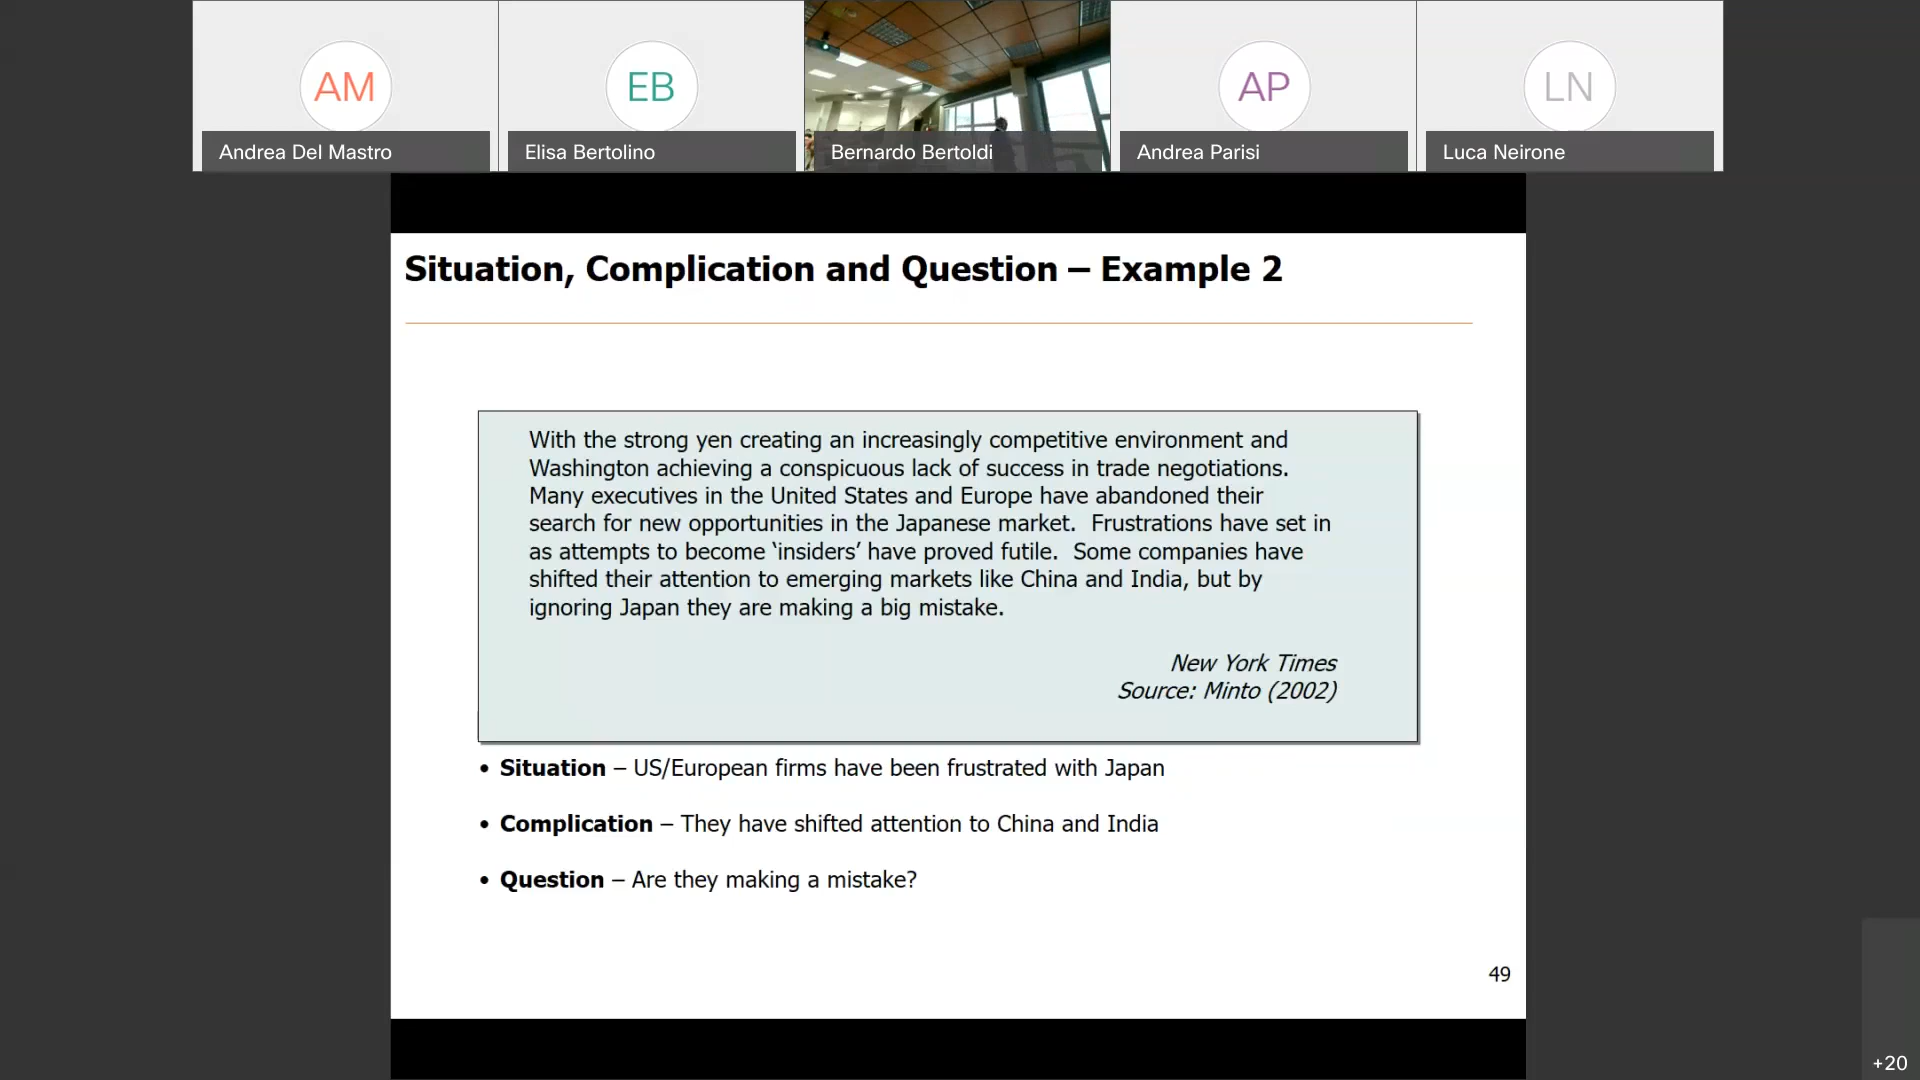 AM
EB
AP
LN
Andrea Del Mastro
Elisa Bertolino
Bernardo Bertoldi
Andrea Parisi
Luca Neirone
Situation, Complication and Question – Example 2
With the strong yen creating an increasingly competitive environment and
Washington achieving a conspicuous lack of success in trade negotiations.
Many executives in the United States and Europe have abandoned their
search for new opportunities in the Japanese market.  Frustrations have set in
as attempts to become ‘insiders’ have proved futile.  Some companies have
shifted their attention to emerging markets like China and India, but by
ignoring Japan they are making a big mistake.
New York Times
Source: Minto (2002)
• Situation – US/European firms have been frustrated with Japan
• Complication – They have shifted attention to China and India
• Question – Are they making a mistake?
49
+20